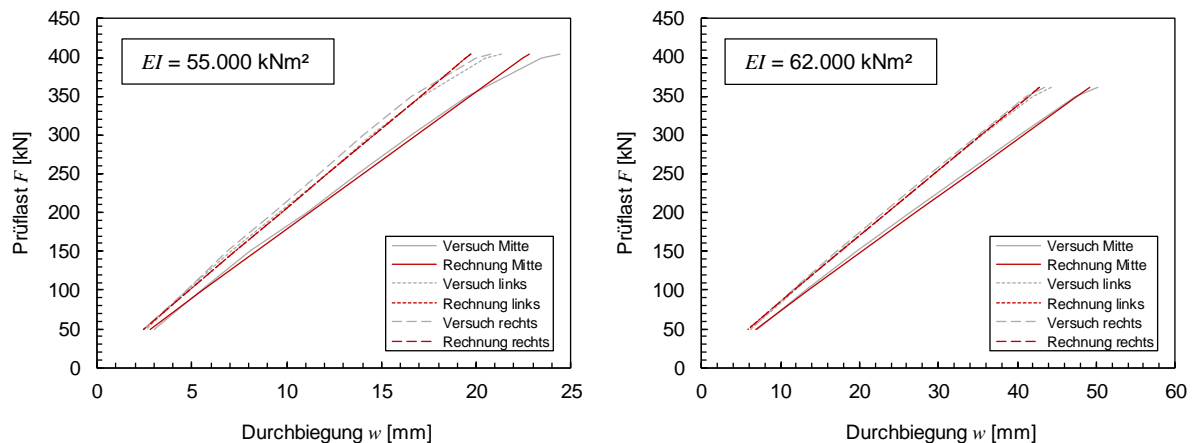 450
400
350
300
250
200
150
100
50
0
Prüflast F [kN]
EI = 55.000 kNm²
Versuch Mitte
Rechnung Mitte
Versuch links
Rechnung links
Versuch rechts
Rechnung rechts
0 5 10 15 20 25
Durchbiegung w [mm]
450
400
350
300
250
200
150
100
50
0
Prüflast F [kN]
EI = 62.000 kNm²
Versuch Mitte
Rechnung Mitte
Versuch links
Rechnung links
Versuch rechts
Rechnung rechts
0 10 20 30 40 50 60
Durchbiegung w [mm]